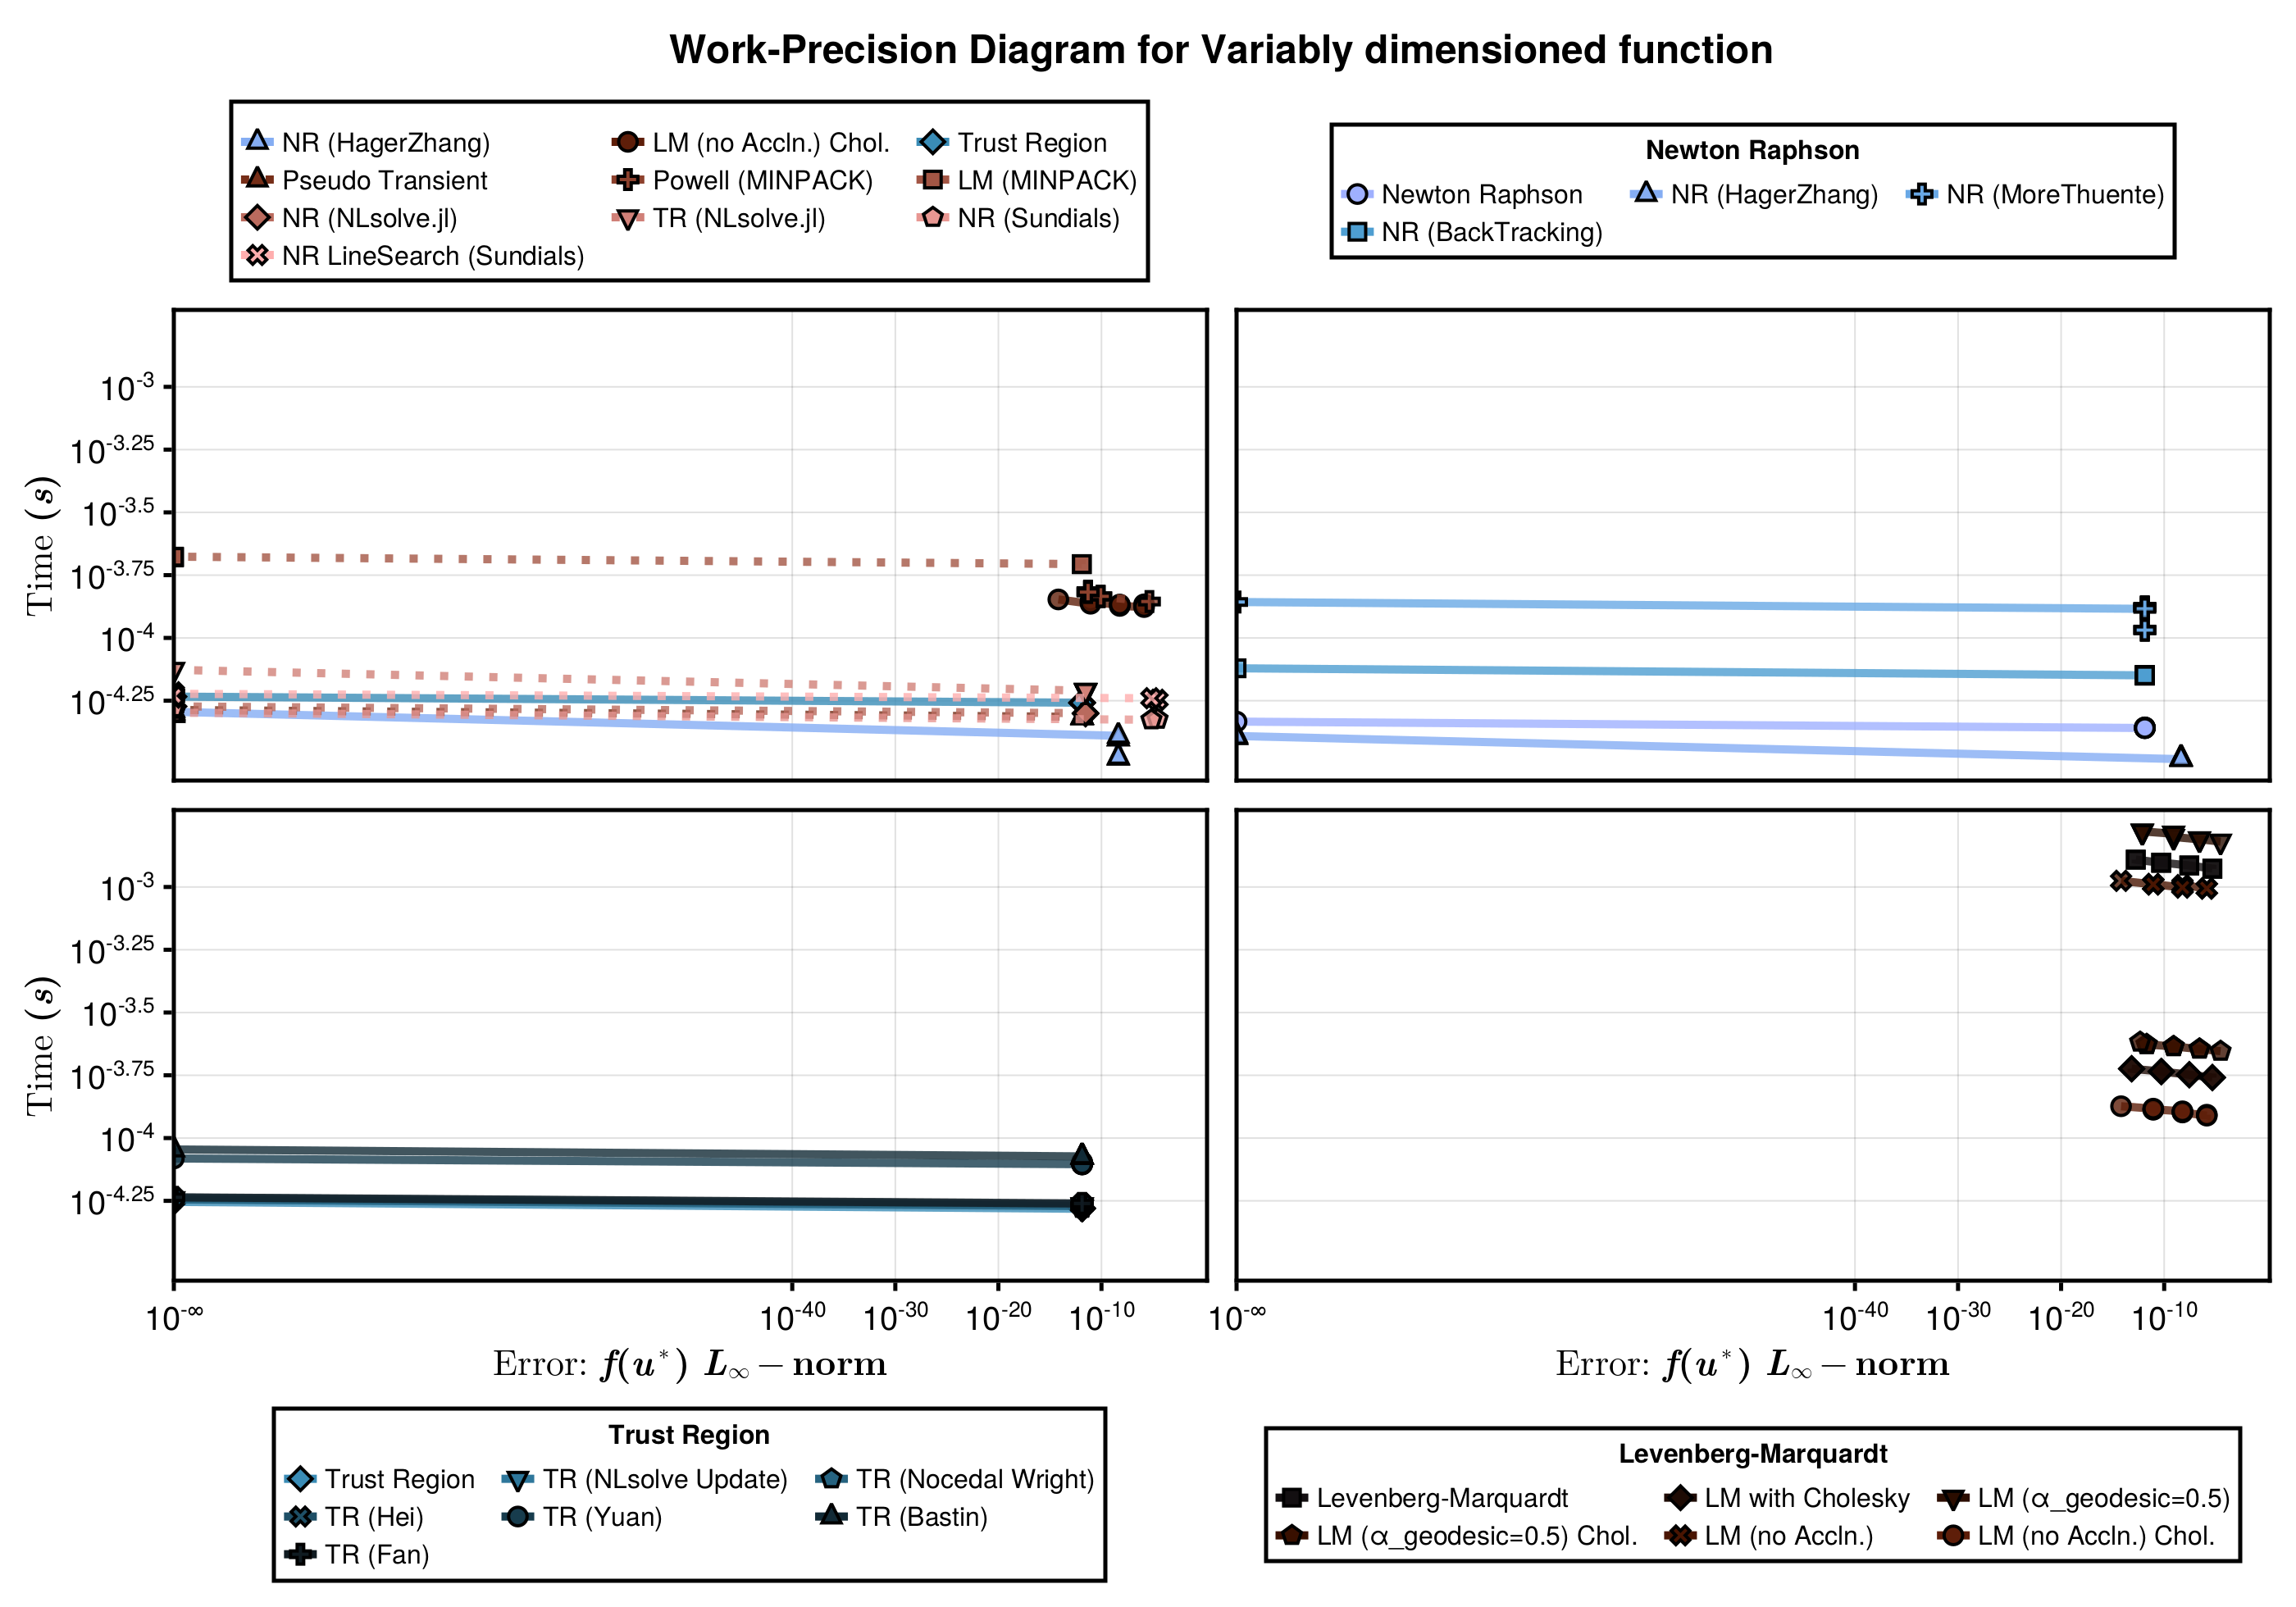 Work-Precision Diagram for Variably dimensioned function
NR (HagerZhang) LM (no Accln.) Chol. Trust Region
Pseudo Transient Powell (MINPACK) LM (MINPACK)
NR (NLsolve.jl) TR (NLsolve.jl) NR (Sundials)
NR LineSearch (Sundials)
Newton Raphson
Newton Raphson NR (HagerZhang) NR (MoreThuente)
NR (BackTracking)
Time (s)
10^-3
10^-3.25
10^-3.5
10^-3.75
10^-4
10^-4.25
Time (s)
10^-3
10^-3.25
10^-3.5
10^-3.75
10^-4
10^-4.25
10^-∞ 10^-40 10^-30 10^-20 10^-10
10^-∞ 10^-40 10^-30 10^-20 10^-10
Error: f(u*) L∞ − norm
Error: f(u*) L∞ − norm
Trust Region
Trust Region TR (NLsolve Update) TR (Nocedal Wright)
TR (Hei) TR (Yuan) TR (Bastin)
TR (Fan)
Levenberg-Marquardt
Levenberg-Marquardt LM with Cholesky LM (α_geodesic=0.5)
LM (α_geodesic=0.5) Chol. LM (no Accln.) LM (no Accln.) Chol.